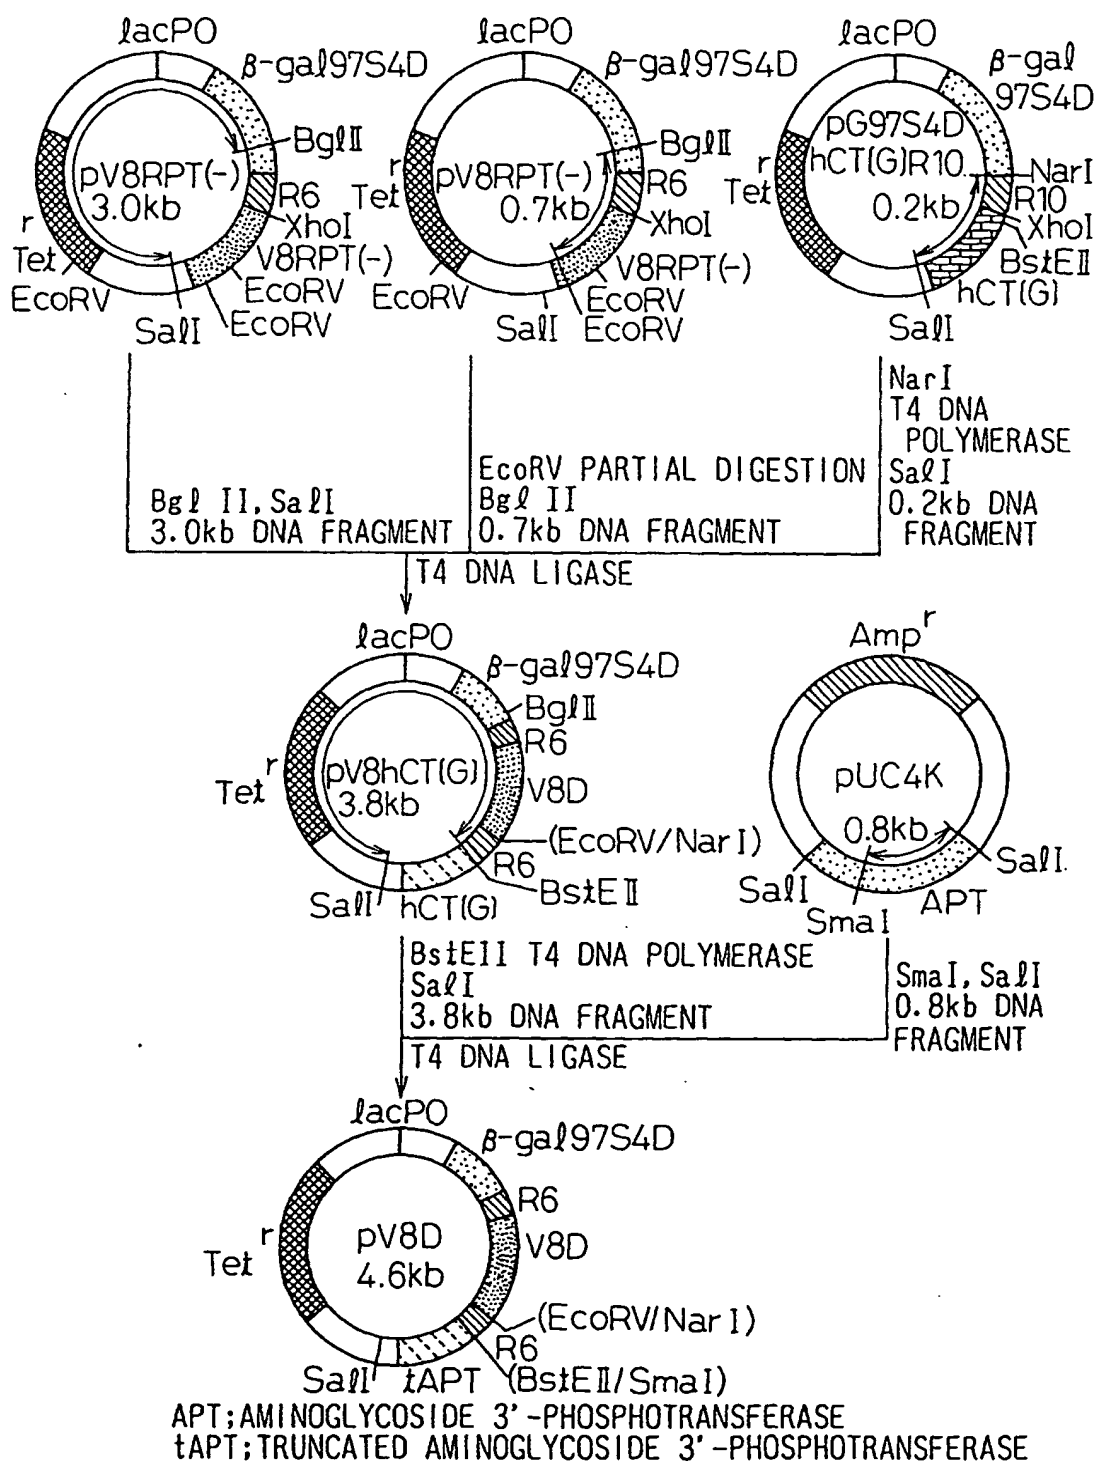 lacPO
β-gal97S4D
BglII
pV8RPT(-)
3.0kb
R6
XhoI
V8RPT(-)
r
Tet
EcoRV
EcoRV
EcoRV
SalI
lacPO
β-gal97S4D
BglII
pV8RPT(-)
0.7kb
R6
XhoI
V8RPT(-)
r
Tet
EcoRV
EcoRV
EcoRV
SalI
lacPO
β-gal
97S4D
pG97S4D
hCT(G)R10
0.2kb
NarI
R10
XhoI
BstEII
hCT(G)
r
Tet
SalI
Bgl II, SalI
3.0kb DNA FRAGMENT
EcoRV PARTIAL DIGESTION
Bgl II
0.7kb DNA FRAGMENT
NarI
T4 DNA
POLYMERASE
SalI
0.2kb DNA
FRAGMENT
T4 DNA LIGASE
lacPO
β-gal97S4D
BglII
R6
pV8hCT(G)
3.8kb
V8D
r
Tet
(EcoRV/NarI)
R6
BstEII
SalI
hCT(G)
Amp r
pUC4K
0.8kb
SalI
SalI.
SmaI
APT
BstEII T4 DNA POLYMERASE
SalI
3.8kb DNA FRAGMENT
SmaI, SalI
0.8kb DNA
FRAGMENT
T4 DNA LIGASE
lacPO
β-gal97S4D
R6
pV8D
4.6kb
V8D
r
Tet
(EcoRV/NarI)
R6
SalI tAPT (BstEII/SmaI)
APT;AMINOGLYCOSIDE 3'-PHOSPHOTRANSFERASE
tAPT;TRUNCATED AMINOGLYCOSIDE 3'-PHOSPHOTRANSFERASE